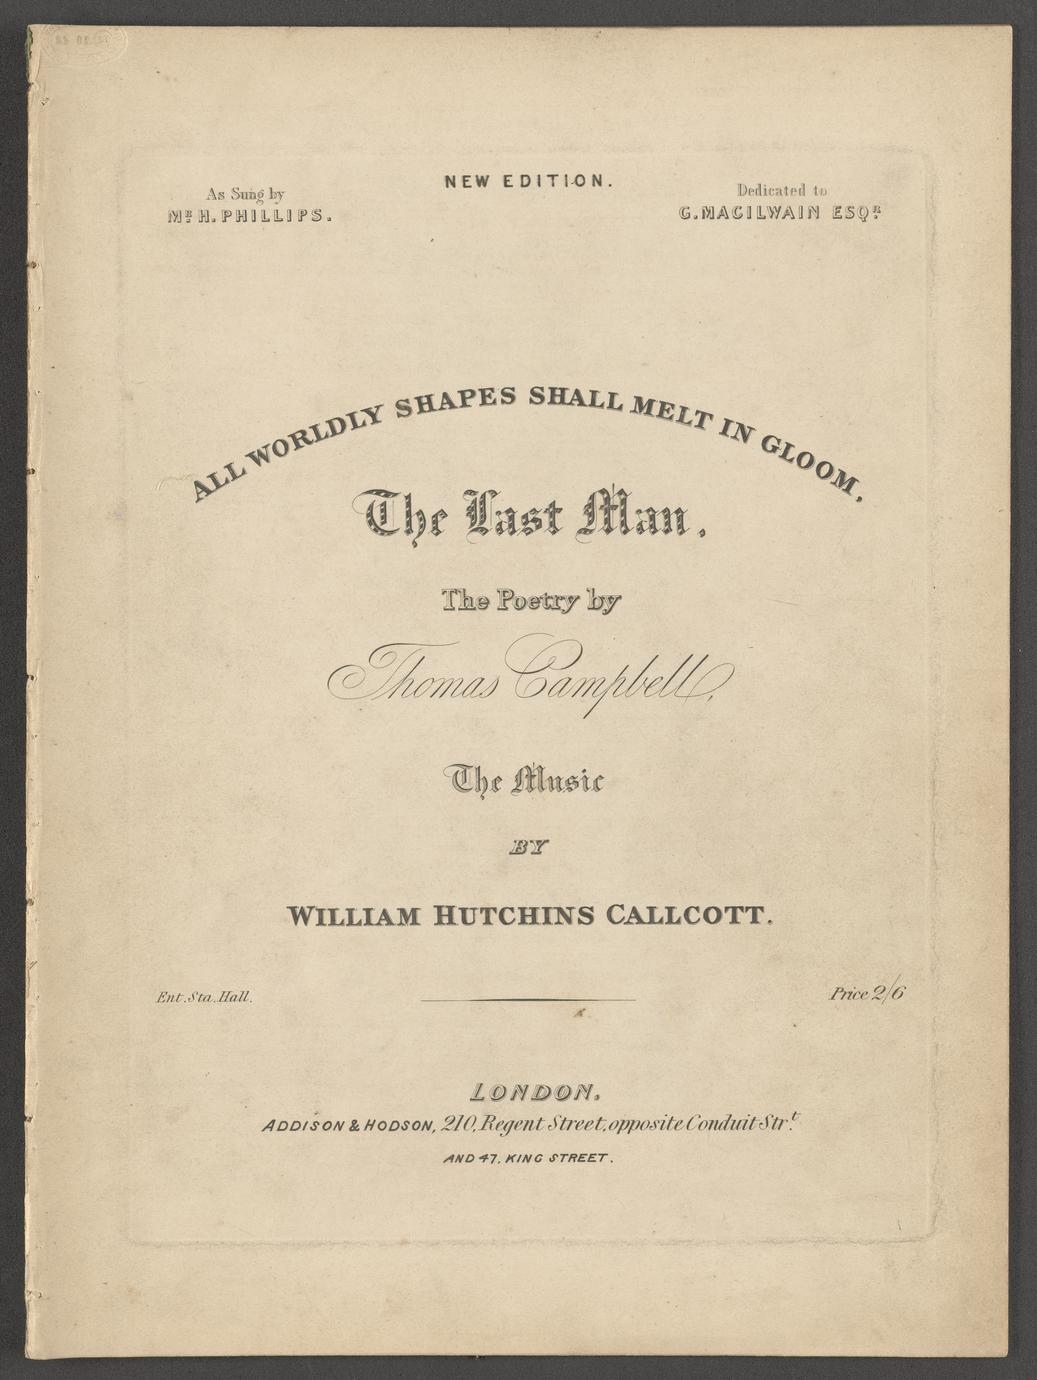 NEW EDITION.
As Sung by
MR. H. PHILLIPS.
Dedicated to
G. MACILWAIN ESQR.
ALL WORLDLY SHAPES SHALL MELT IN GLOOM.
The Last Man.
The Poetry by
Thomas Campbell,
The Music
BY
WILLIAM HUTCHINS CALLCOTT.
Ent. Sta. Hall.
Price 2/6
LONDON.
ADDISON & HODSON, 210, Regent Street, opposite Conduit Str.t
AND 47, KING STREET.